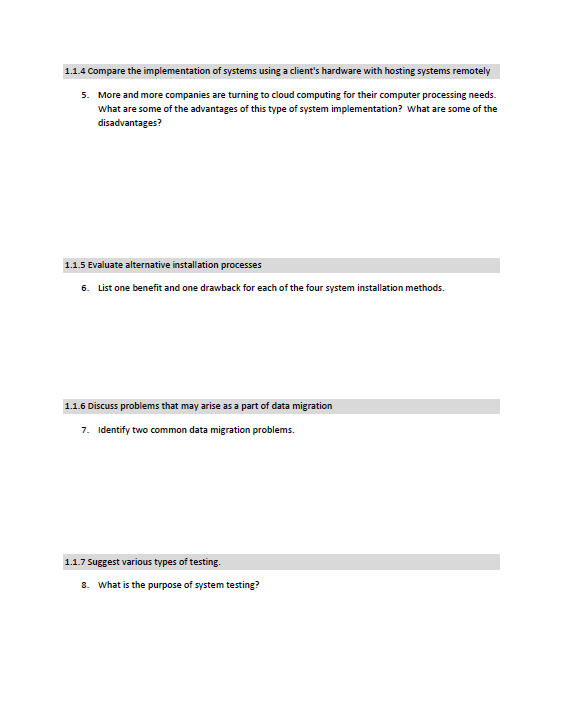 1.1.4 Compare the implementation of systems using a client's hardware with hosting systems remotely
5. More and more companies are turning to cloud computing for their computer processing needs.
What are some of the advantages of this type of system implementation? What are some of the
disadvantages?
1.1.5 Evaluate alternative installation processes
6. List one benefit and one drawback for each of the four system installation methods.
1.1.6 Discuss problems that may arise as a part of data migration
7. Identify two common data migration problems.
1.1.7 Suggest various types of testing.
8. What is the purpose of system testing?